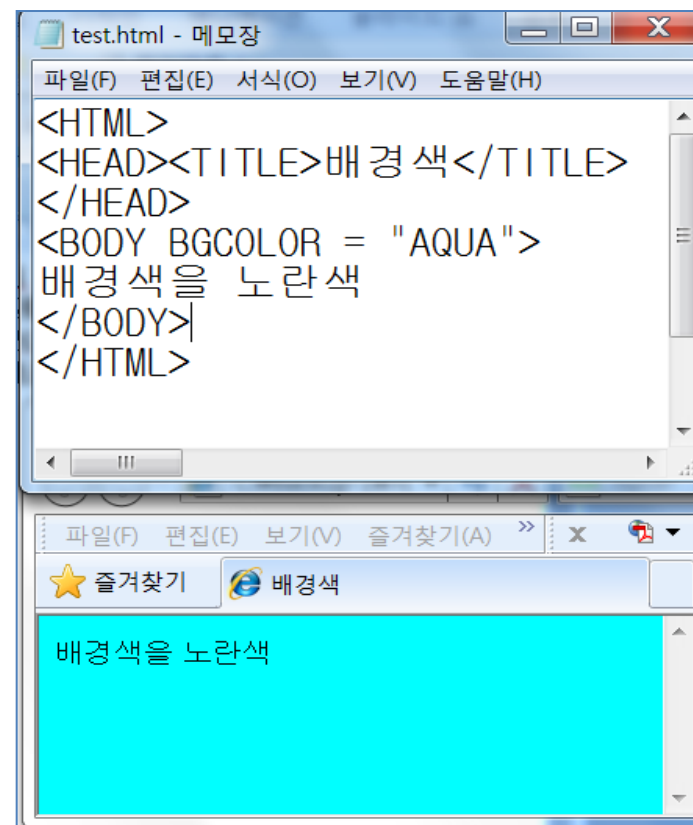 test.html - 메모장
파일(F) 편집(E) 서식(O) 보기(V) 도움말(H)
<HTML>
<HEAD><TITLE>배경색</TITLE>
</HEAD>
<BODY BGCOLOR = "AQUA">
배경색을 노란색
</BODY>
</HTML>
파일(F) 편집(E) 보기(V) 즐겨찾기(A) »
즐겨찾기 배경색
배경색을 노란색